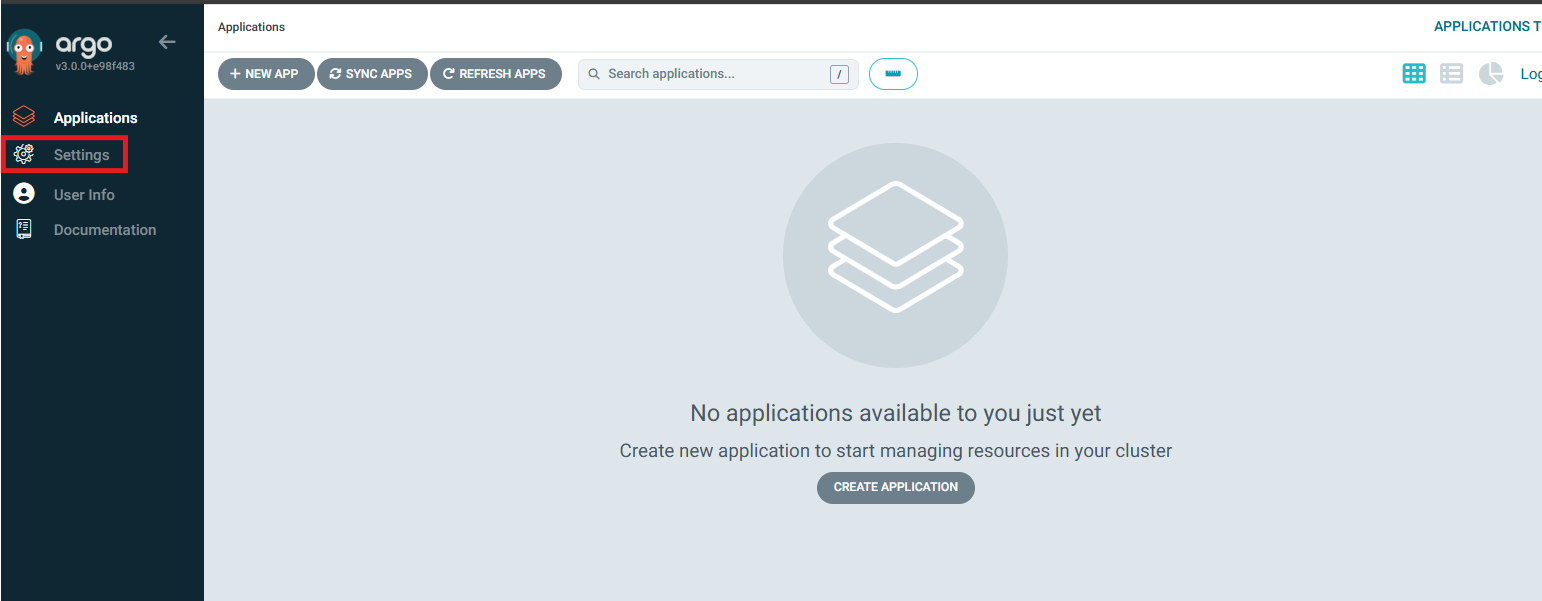 argo
v3.0.0+e98f483
Applications
Settings
User Info
Documentation
Applications
APPLICATIONS T
NEW APP
SYNC APPS
REFRESH APPS
Search applications...
/
Log
No applications available to you just yet
Create new application to start managing resources in your cluster
CREATE APPLICATION